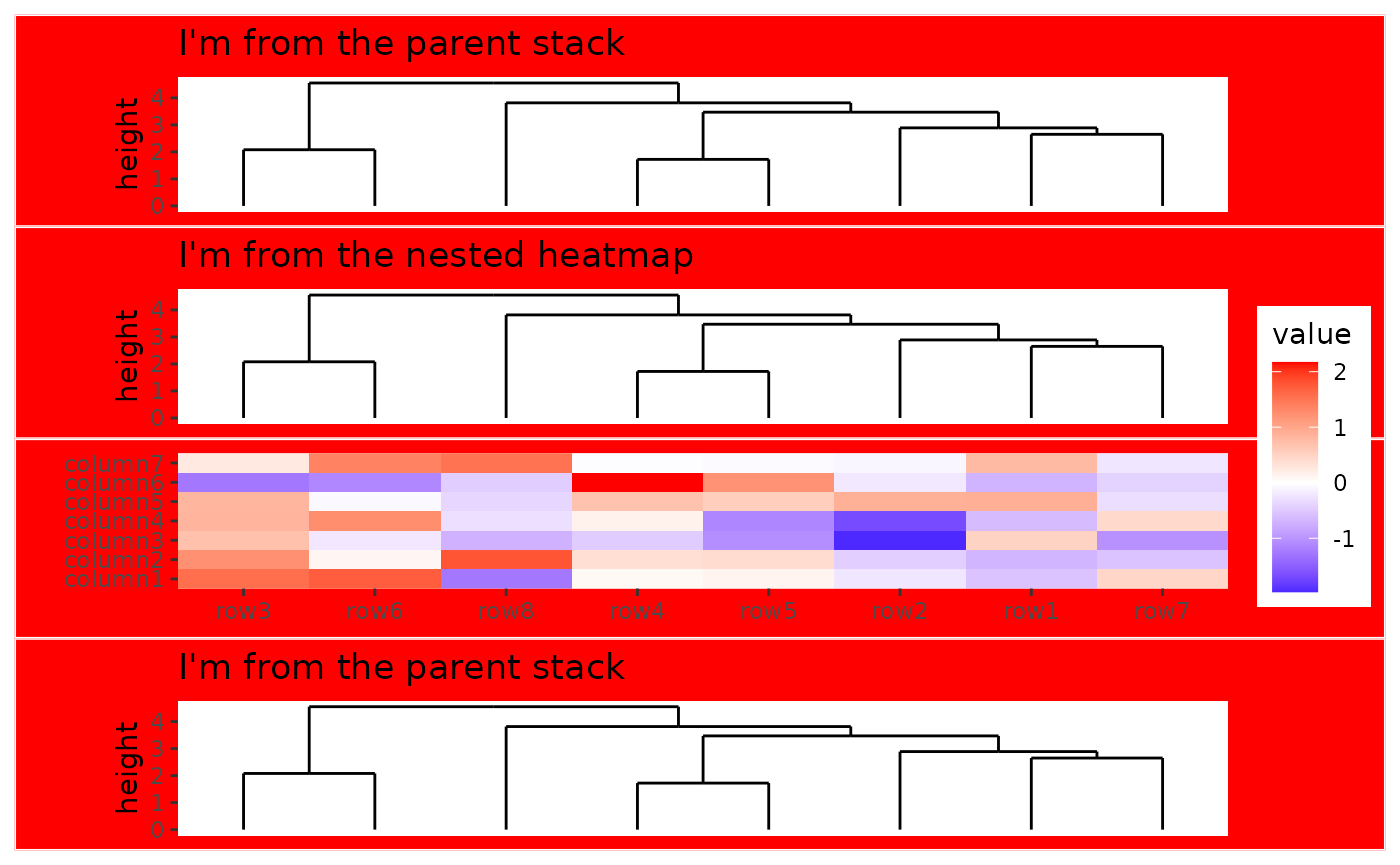 I'm from the parent stack
height
4
3
2
1
0
I'm from the nested heatmap
height
4
3
2
1
0
column7
column6
column5
column4
column3
column2
column1
row3 row6 row8 row4 row5 row2 row1 row7
value
2
1
0
-1
I'm from the parent stack
height
4
3
2
1
0